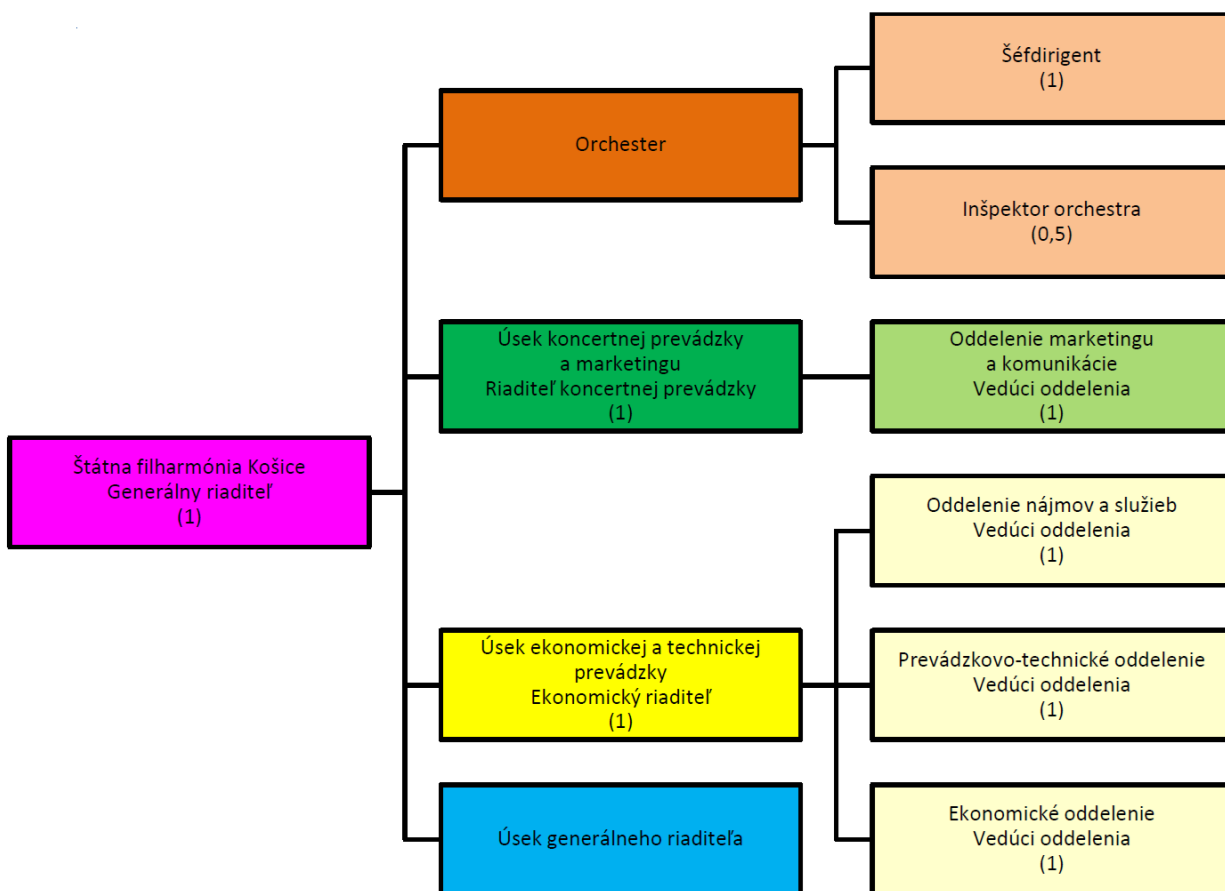 Štátna filharmónia Košice
Generálny riaditeľ
(1)
Orchester
Šéfdirigent
(1)
Inšpektor orchestra
(0,5)
Úsek koncertnej prevádzky
a marketingu
Riaditeľ koncertnej prevádzky
(1)
Oddelenie marketingu
a komunikácie
Vedúci oddelenia
(1)
Úsek ekonomickej a technickej
prevádzky
Ekonomický riaditeľ
(1)
Oddelenie nájmov a služieb
Vedúci oddelenia
(1)
Prevádzkovo-technické oddelenie
Vedúci oddelenia
(1)
Ekonomické oddelenie
Vedúci oddelenia
(1)
Úsek generálneho riaditeľa